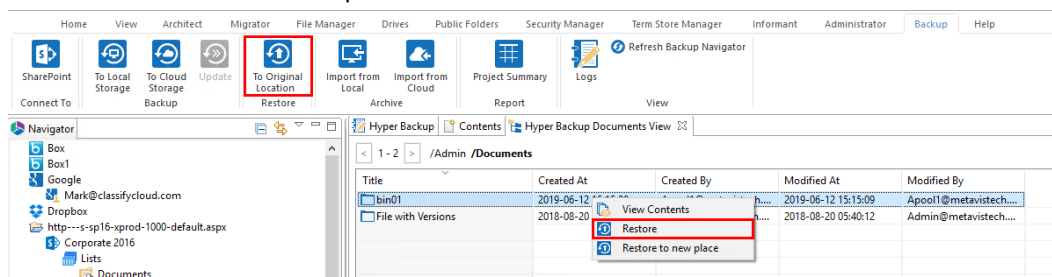 Home View Architect Migrator File Manager Drives Public Folders Security Manager Term Store Manager Informant Administrator Backup Help
SharePoint To Local Storage To Cloud Storage Update To Original Location Import from Local Import from Cloud Project Summary Logs Refresh Backup Navigator
Connect To Backup Restore Archive Report View
Navigator
Box
Box1
Google
Mark@classifycloud.com
Dropbox
http---s-sp16-xprod-1000-default.aspx
Corporate 2016
Lists
Documents
Hyper Backup Contents Hyper Backup Documents View
< 1 - 2 > /Admin /Documents
Title Created At Created By Modified At Modified By
bin01 2019-06-12 2019-06-12 15:15:09 Apool1@metavistech....
File with Versions 2018-08-20 h.... 2018-08-20 05:40:12 Admin@metavistech....
View Contents
Restore
Restore to new place